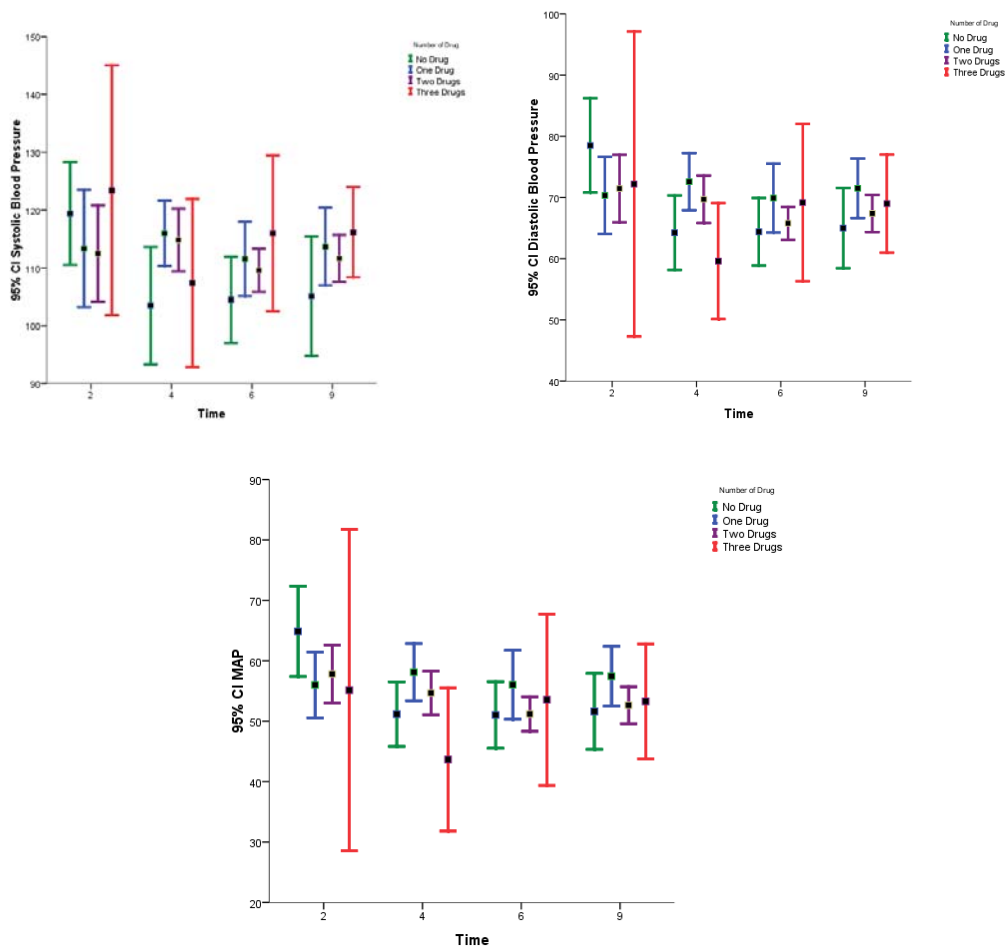 150
140
130
120
110
100
90
95% CI Systolic Blood Pressure
2 4 6 9
Time
Number of Drug
No Drug
One Drug
Two Drugs
Three Drugs
100
90
80
70
60
50
40
95% CI Diastolic Blood Pressure
2 4 6 9
Time
Number of Drug
No Drug
One Drug
Two Drugs
Three Drugs
90
80
70
60
50
40
30
20
95% CI MAP
2 4 6 9
Time
Number of Drug
No Drug
One Drug
Two Drugs
Three Drugs